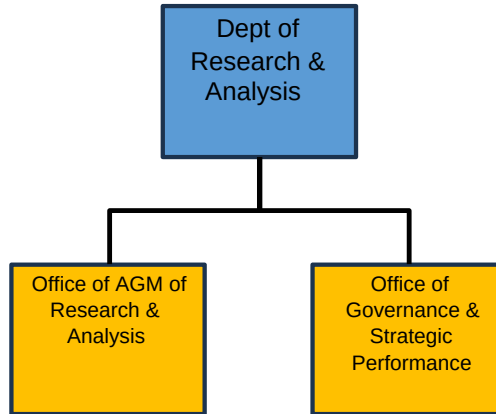 Dept of
Research &
Analysis
Office of AGM of
Research &
Analysis
Office of
Governance &
Strategic
Performance